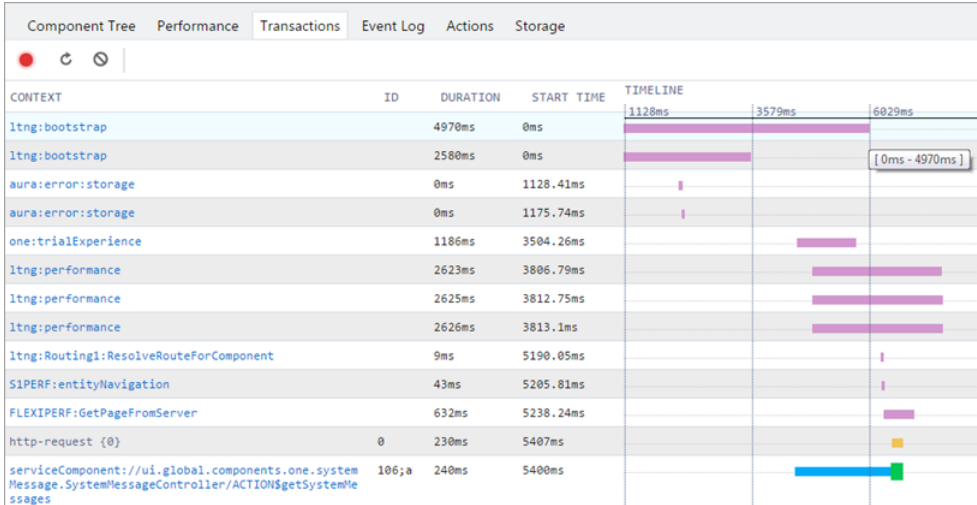 Component Tree Performance Transactions Event Log Actions Storage
CONTEXT ID DURATION START TIME TIMELINE
1128ms 3579ms 6029ms
ltng:bootstrap 4970ms 0ms
ltng:bootstrap 2580ms 0ms
[ 0ms - 4970ms ]
aura:error:storage 0ms 1128.41ms
aura:error:storage 0ms 1175.74ms
one:trialExperience 1186ms 3504.26ms
ltng:performance 2623ms 3806.79ms
ltng:performance 2625ms 3812.75ms
ltng:performance 2626ms 3813.1ms
ltng:Routing1:ResolveRouteForComponent 9ms 5190.05ms
S1PERF:entityNavigation 43ms 5205.81ms
FLEXIPERF:GetPageFromServer 632ms 5238.24ms
http-request {0} 0 230ms 5407ms
serviceComponent://ui.global.components.one.system 106;a 240ms 5400ms
Message.SystemMessageController/ACTION$getSystemMe
ssages